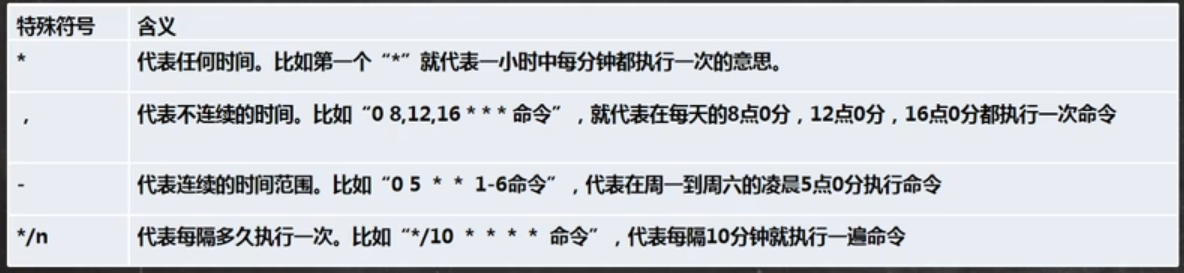 特殊符号 含义
* 代表任何时间。比如第一个“*”就代表一小时中每分钟都执行一次的意思。
, 代表不连续的时间。比如“0 8,12,16 * * * 命令”，就代表在每天的8点0分，12点0分，16点0分都执行一次命令
- 代表连续的时间范围。比如“0 5 * * 1-6命令”，代表在周一到周六的凌晨5点0分执行命令
*/n 代表每隔多久执行一次。比如“*/10 * * * * 命令”，代表每隔10分钟就执行一遍命令